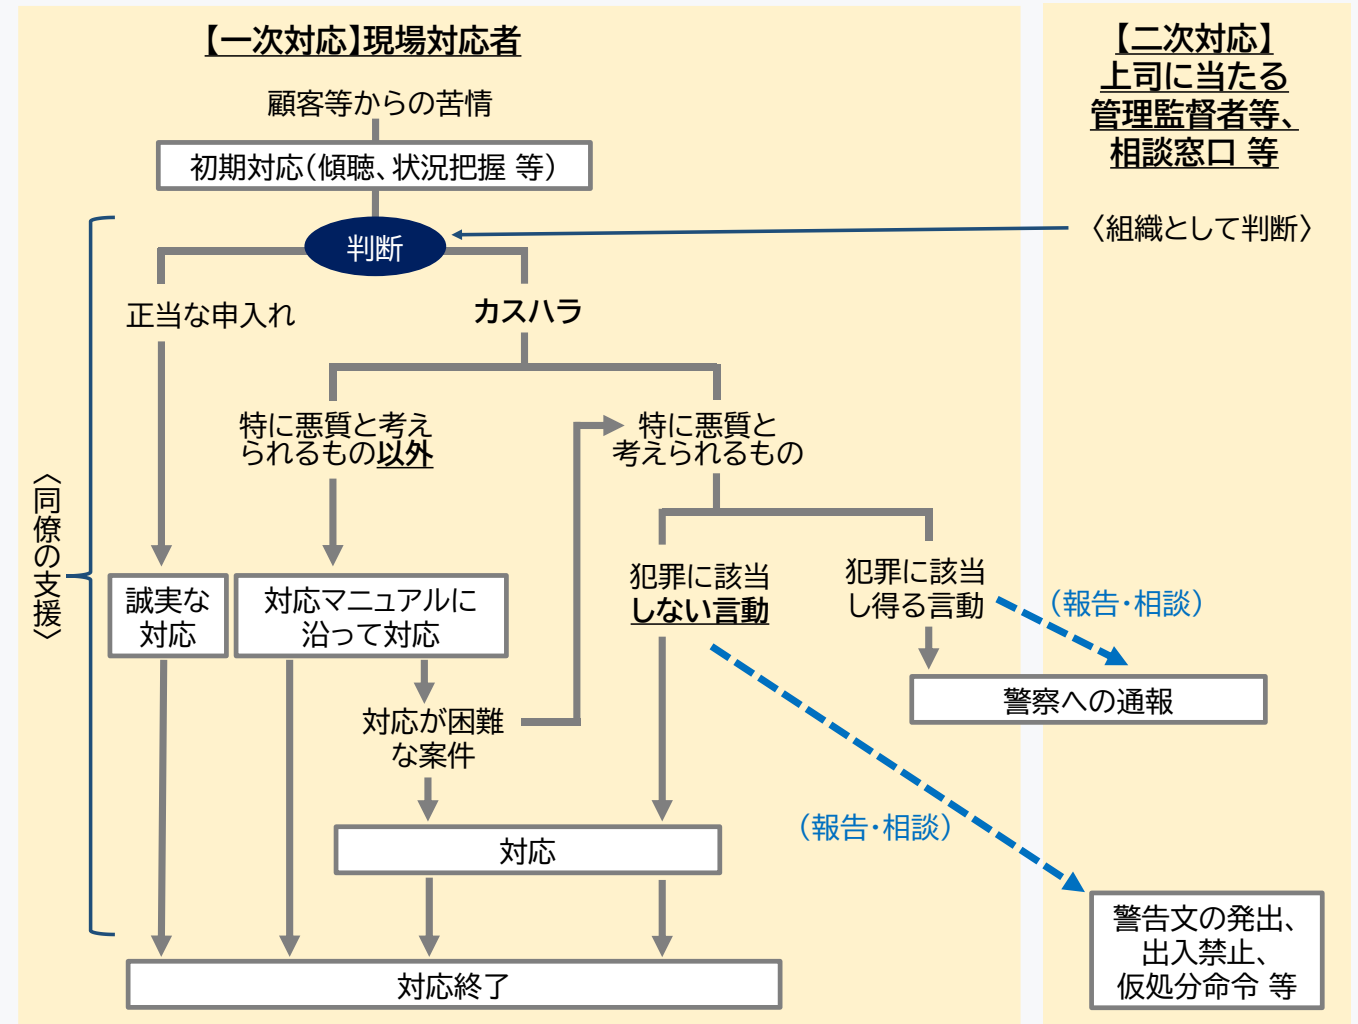 【一次対応】現場対応者
顧客等からの苦情
初期対応(傾聴、状況把握 等)
判断
正当な申入れ
カスハラ
特に悪質と考え
られるもの以外
特に悪質と
考えられるもの
〈同僚の支援〉
誠実な
対応
対応マニュアルに
沿って対応
犯罪に該当
しない言動
犯罪に該当
し得る言動
対応が困難
な案件
対応
対応終了
【二次対応】
上司に当たる
管理監督者等、
相談窓口 等
〈組織として判断〉
(報告・相談)
警察への通報
(報告・相談)
警告文の発出、
出入禁止、
仮処分命令 等